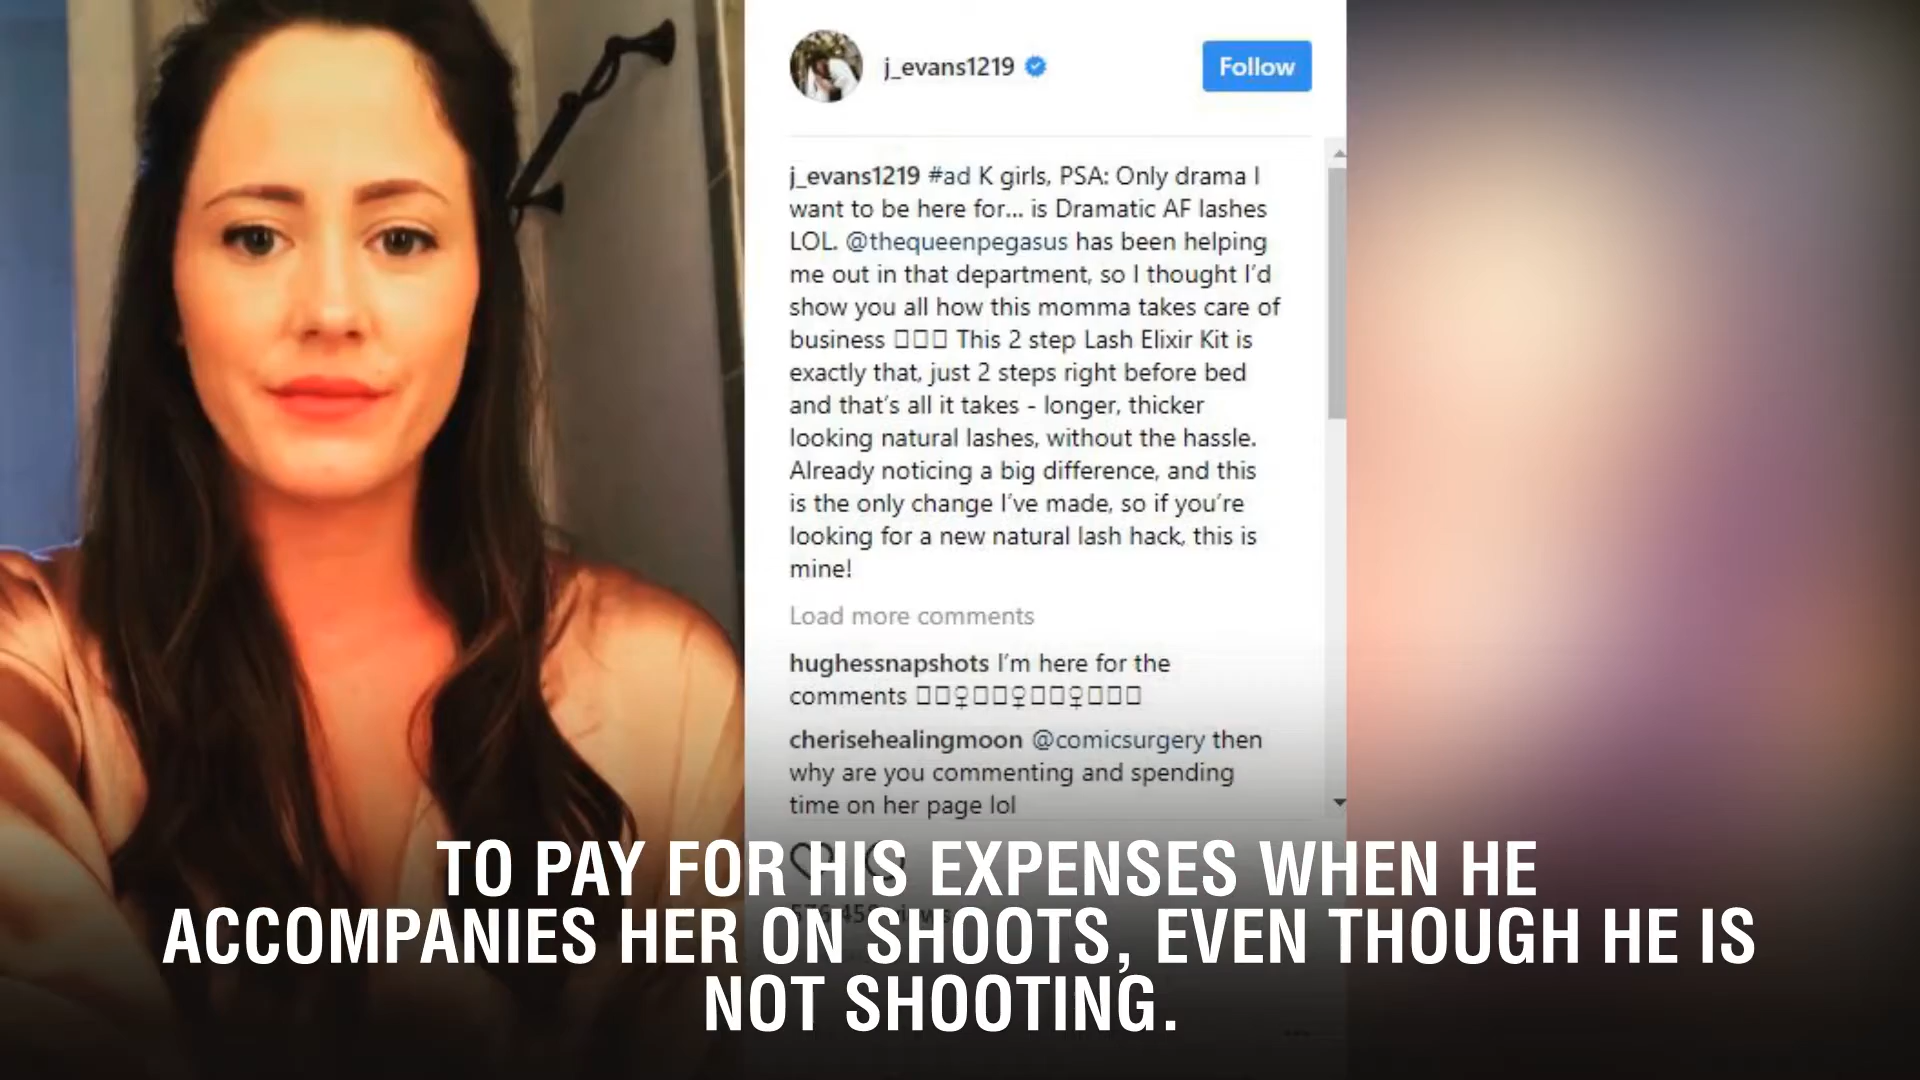 j_evans1219
Follow
j_evans1219 #ad K girls, PSA: Only drama I
want to be here for... is Dramatic AF lashes
LOL. @thequeenpegasus has been helping
me out in that department, so I thought I'd
show you all how this momma takes care of
business □□□ This 2 step Lash Elixir Kit is
exactly that, just 2 steps right before bed
and that's all it takes - longer, thicker
looking natural lashes, without the hassle.
Already noticing a big difference, and this
is the only change I've made, so if you're
looking for a new natural lash hack, this is
mine!
Load more comments
hughessnapshots I'm here for the
comments □□♀□□♀□□♀□□□
cherisehealingmoon @comicsurgery then
why are you commenting and spending
time on her page lol
TO PAY FOR HIS EXPENSES WHEN HE
ACCOMPANIES HER ON SHOOTS, EVEN THOUGH HE IS
NOT SHOOTING.